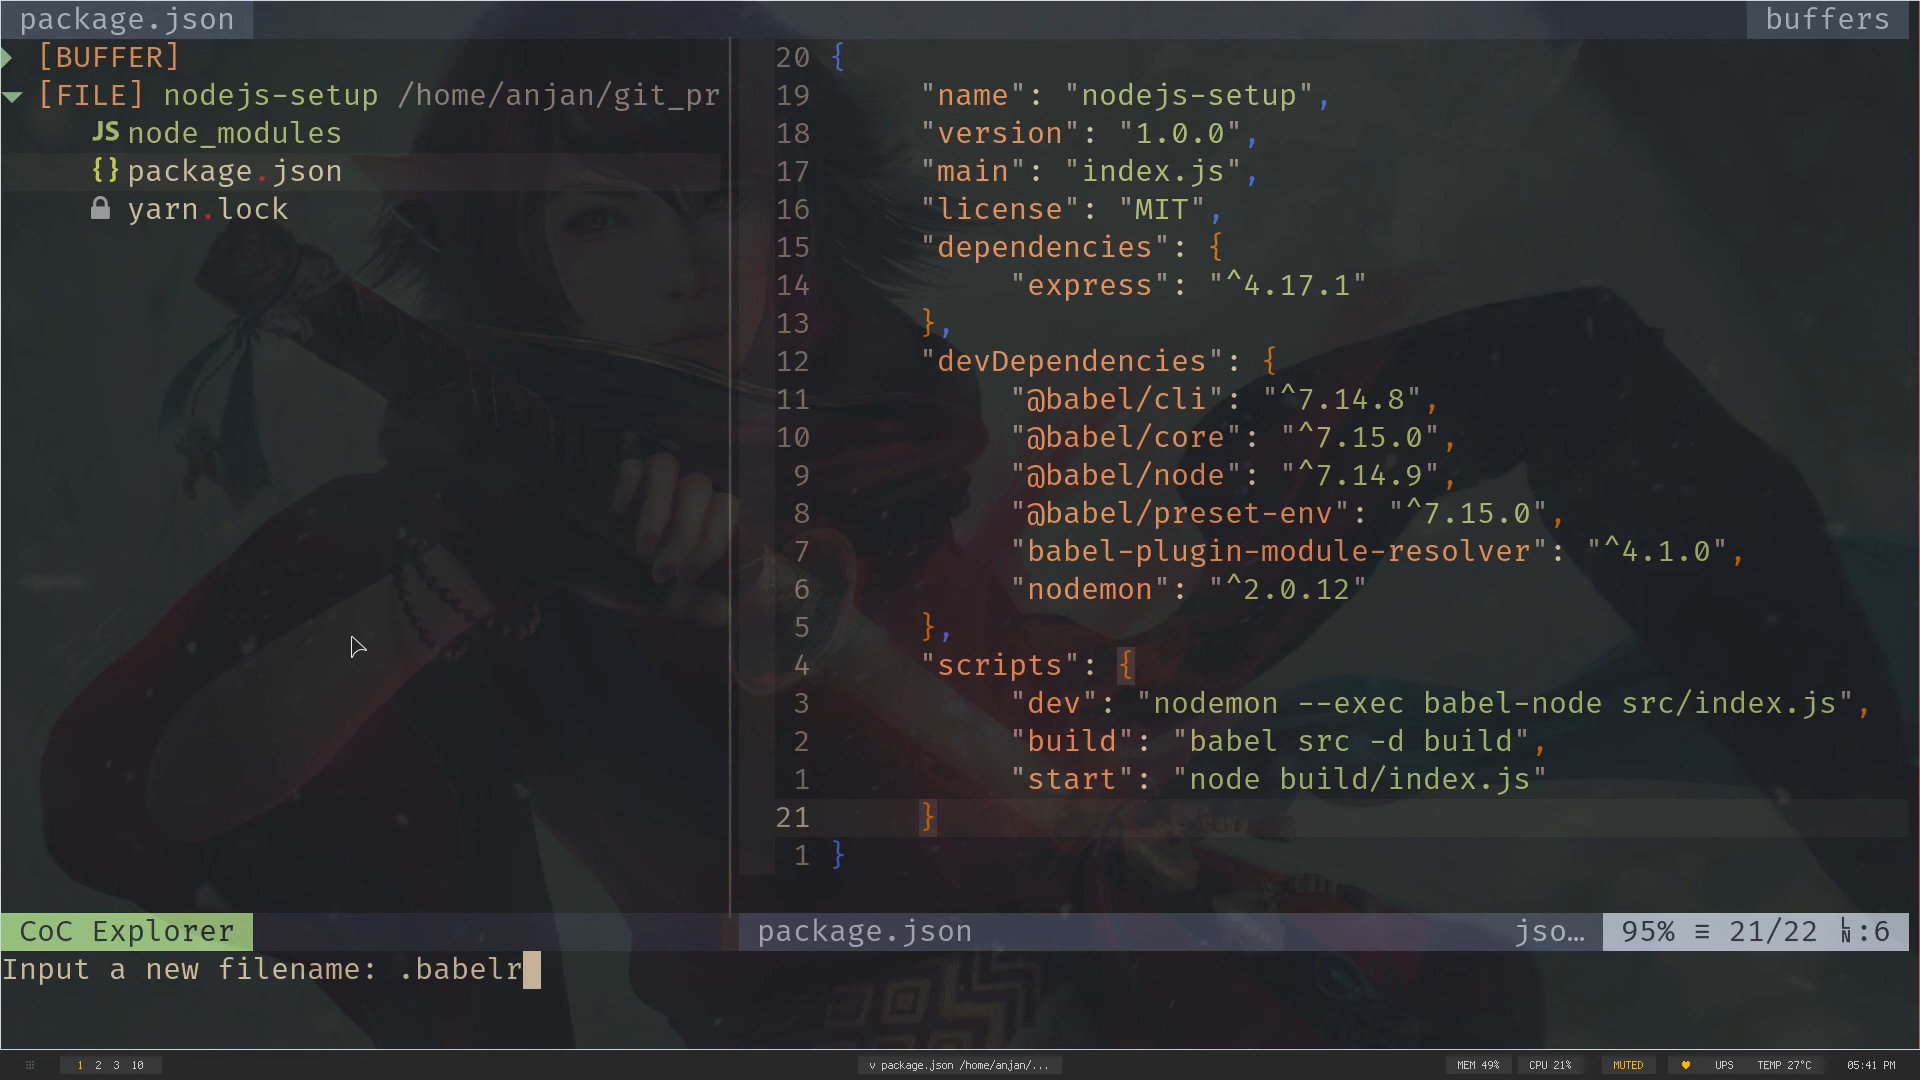 package.json buffers
[BUFFER]
[FILE] nodejs-setup /home/anjan/git_pr
JS node_modules
{} package.json
yarn.lock
20 {
19 "name": "nodejs-setup",
18 "version": "1.0.0",
17 "main": "index.js",
16 "license": "MIT",
15 "dependencies": {
14 "express": "^4.17.1"
13 },
12 "devDependencies": {
11 "@babel/cli": "^7.14.8",
10 "@babel/core": "^7.15.0",
9 "@babel/node": "^7.14.9",
8 "@babel/preset-env": "^7.15.0",
7 "babel-plugin-module-resolver": "^4.1.0",
6 "nodemon": "^2.0.12"
5 },
4 "scripts": {
3 "dev": "nodemon --exec babel-node src/index.js",
2 "build": "babel src -d build",
1 "start": "node build/index.js"
21 }
1 }
CoC Explorer package.json jso… 95% ≡ 21/22 LN:6
Input a new filename: .babelr
1 2 3 10 v package.json /home/anjan/... MEM 49% CPU 21% MUTED UPS TEMP 27°C 05:41 PM